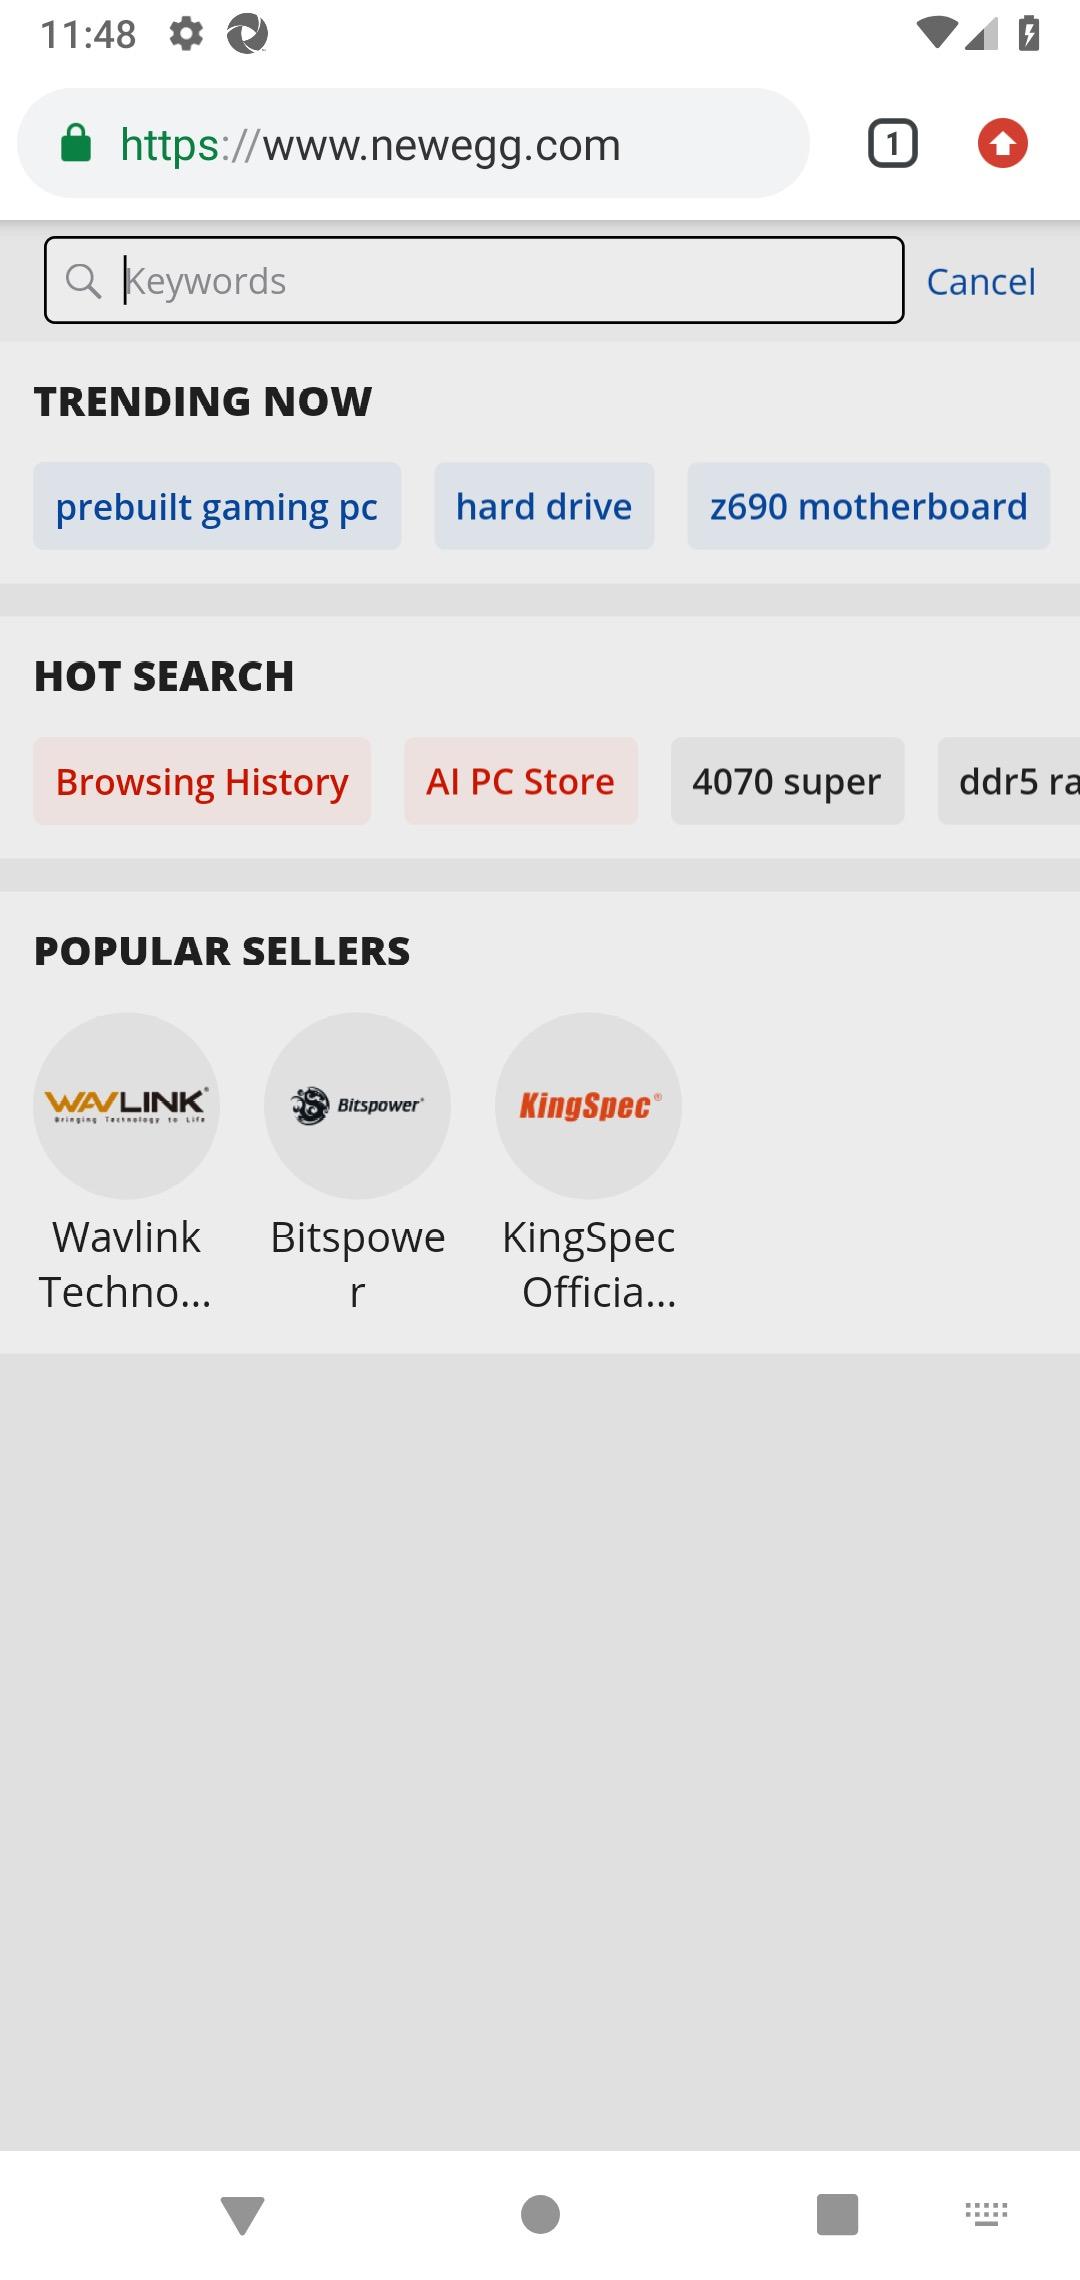 11:48
https://www.newegg.com
1
Keywords
Cancel
TRENDING NOW
prebuilt gaming pc
hard drive
z690 motherboard
HOT SEARCH
Browsing History
AI PC Store
4070 super
ddr5 ra
POPULAR SELLERS
WAVLINK®
Bringing Technology to Life
Bitspower®
KingSpec®
Wavlink
Techno...
Bitspowe
r
KingSpec
Officia...